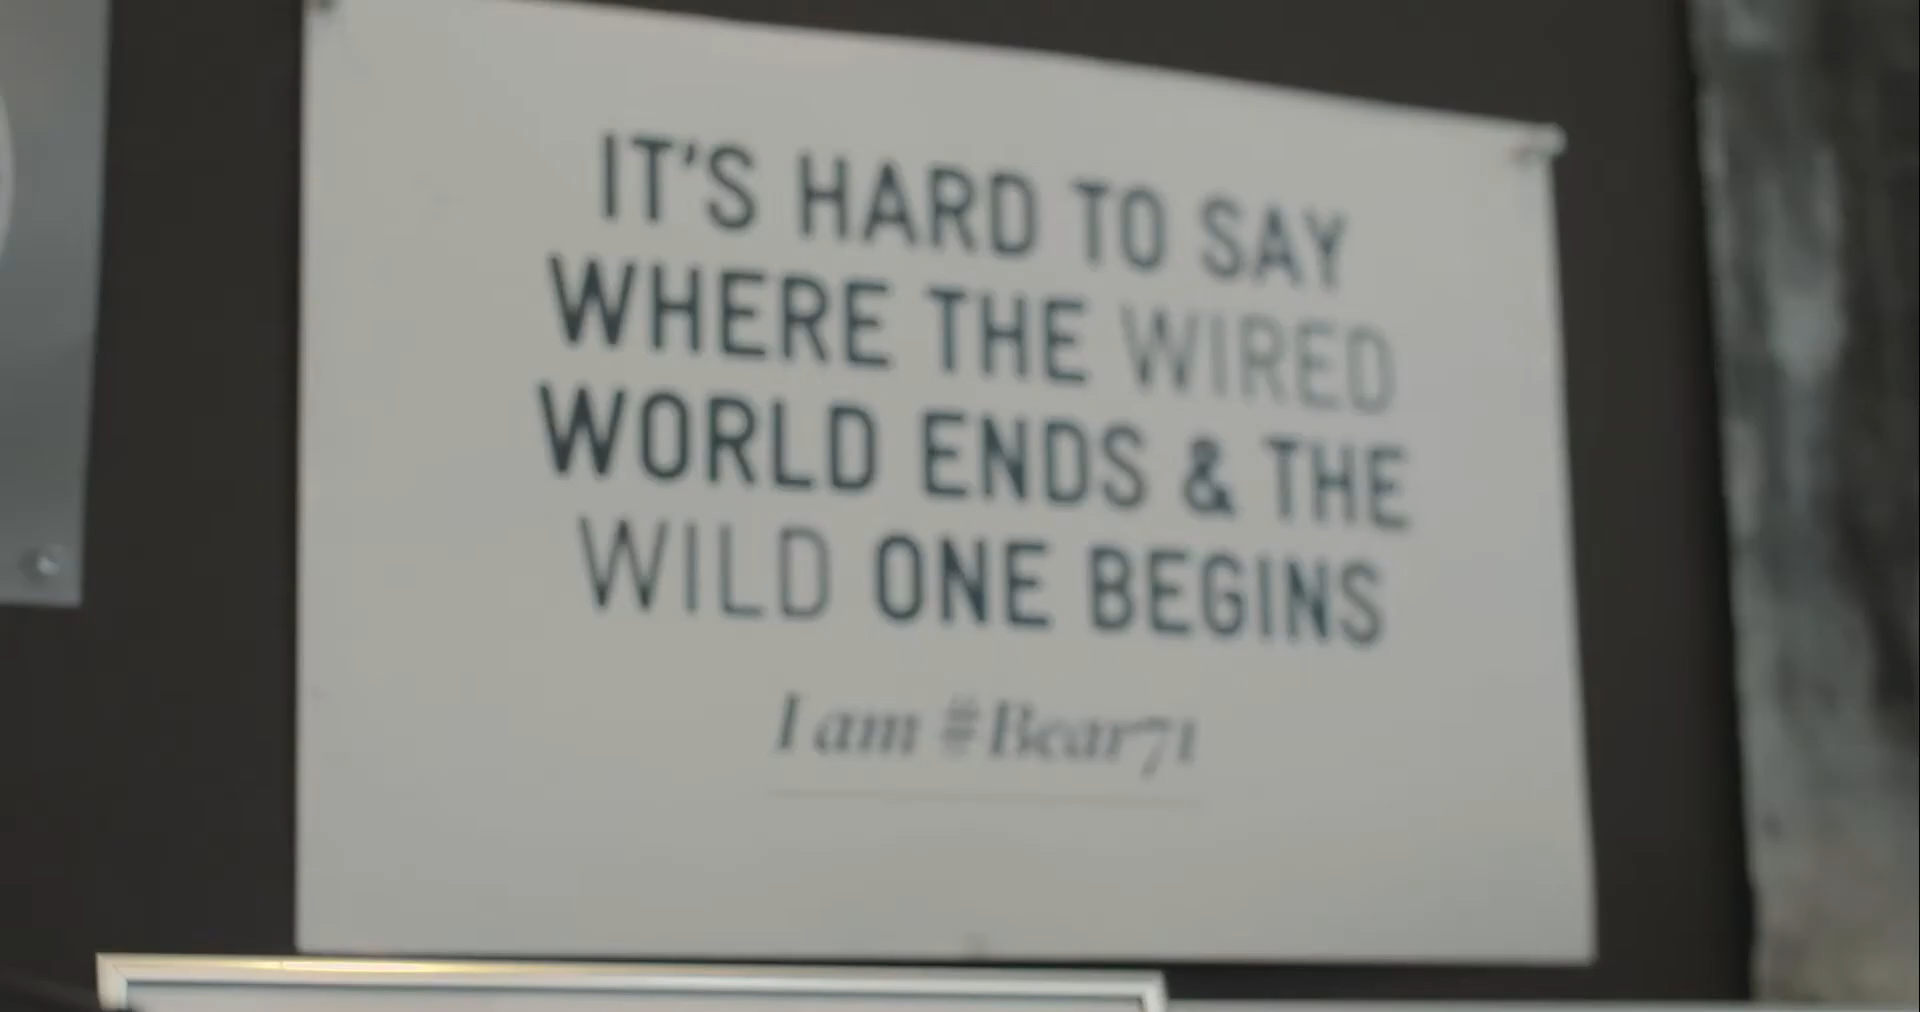 IT'S HARD TO SAY
WHERE THE WIRED
WORLD ENDS & THE
WILD ONE BEGINS
I am #Bear71